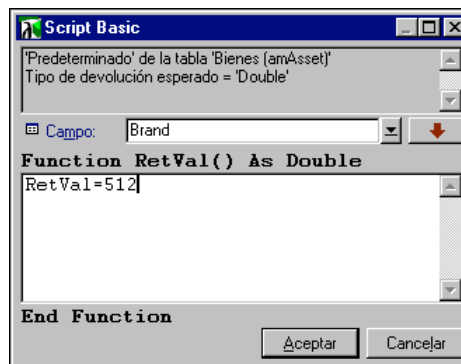 Script Basic
'Predeterminado' de la tabla 'Bienes (amAsset)'
Tipo de devolución esperado = 'Double'
Campo: Brand
Function RetVal() As Double
RetVal=512
End Function
Aceptar Cancelar